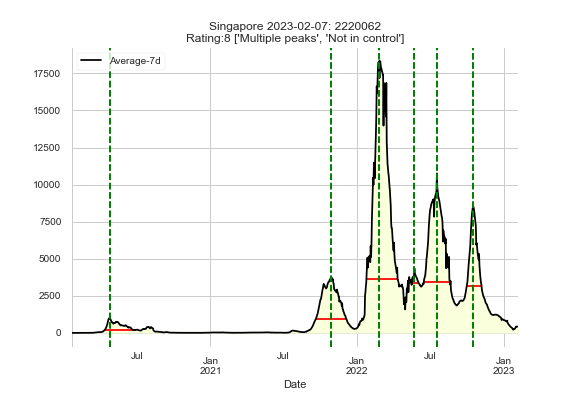 Singapore 2023-02-07: 2220062
Rating:8 ['Multiple peaks', 'Not in control']
Average-7d
17500
15000
12500
10000
7500
5000
2500
0
Jul
Jan
2021
Jul
Jan
2022
Jul
Jan
2023
Date